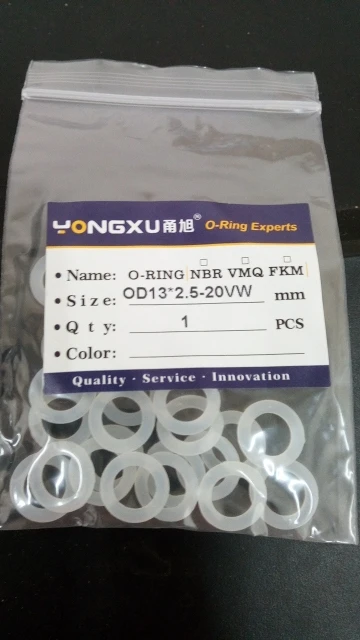 YONGXU甬旭® O-Ring Experts
• Name: O-RING NBR VMQ FKM
• Size: OD13*2.5-20VW mm
• Qty: 1 PCS
• Color:
Quality · Service · Innovation